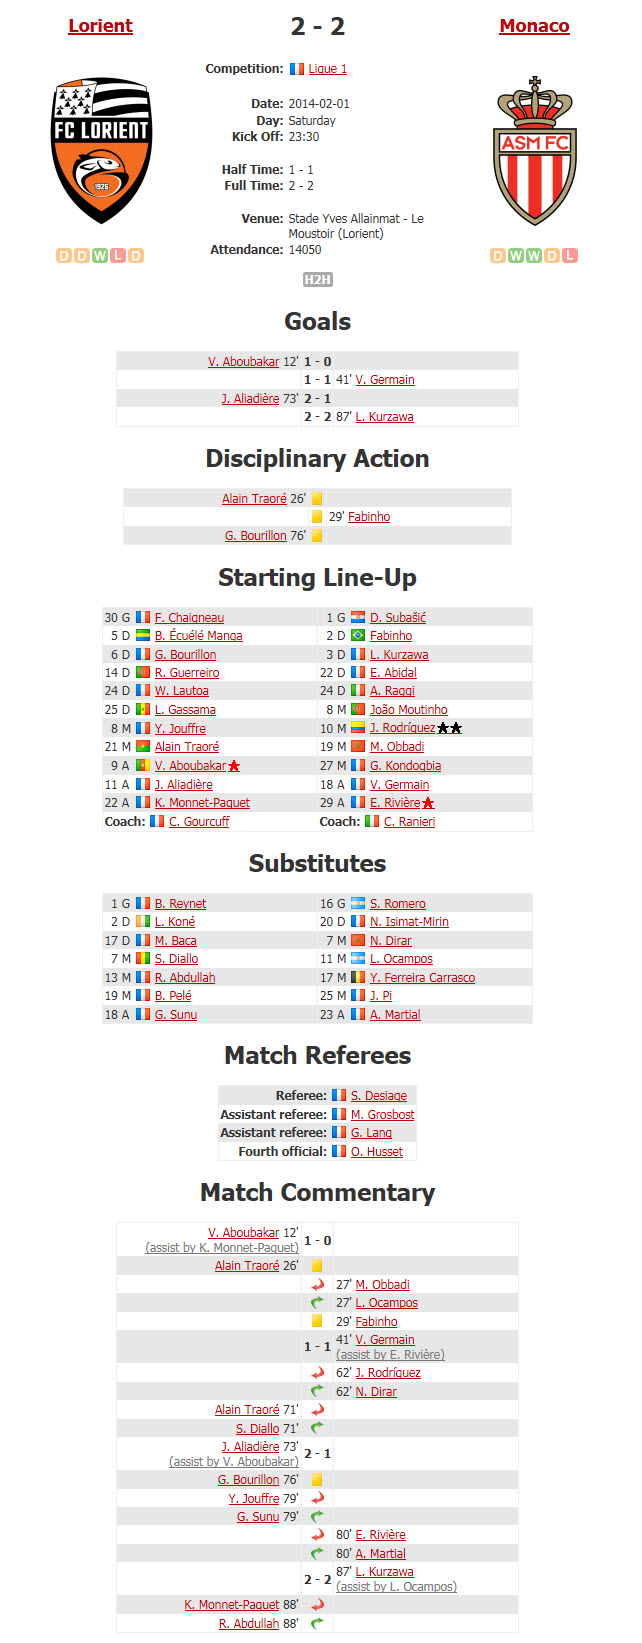 Lorient
2 - 2
Monaco
Competition: Ligue 1
FC LORIENT
1926
ASM FC
Date: 2014-02-01
Day: Saturday
Kick Off: 23:30
Half Time: 1 - 1
Full Time: 2 - 2
Venue: Stade Yves Allainmat - Le
Moustoir (Lorient)
Attendance: 14050
D D W L D
D W W D L
H2H
Goals
V. Aboubakar 12' 1 - 0
1 - 1 41' V. Germain
J. Aliadière 73' 2 - 1
2 - 2 87' L. Kurzawa
Disciplinary Action
Alain Traoré 26'
29' Fabinho
G. Bourillon 76'
Starting Line-Up
30 G F. Chaigneau 1 G D. Subašić
5 D B. Écuélé Manga 2 D Fabinho
6 D G. Bourillon 3 D L. Kurzawa
14 D R. Guerreiro 22 D E. Abidal
24 D W. Lautoa 24 D A. Raggi
25 D L. Gassama 8 M João Moutinho
8 M Y. Jouffre 10 M J. Rodríguez
21 M Alain Traoré 19 M M. Obbadi
9 A V. Aboubakar 27 M G. Kondogbia
11 A J. Aliadière 18 A V. Germain
22 A K. Monnet-Paquet 29 A E. Rivière
Coach: C. Gourcuff Coach: C. Ranieri
Substitutes
1 G B. Reynet 16 G S. Romero
2 D L. Koné 20 D N. Isimat-Mirin
17 D M. Baca 7 M N. Dirar
7 M S. Diallo 11 M L. Ocampos
13 M R. Abdullah 17 M Y. Ferreira Carrasco
19 M B. Pelé 25 M J. Pi
18 A G. Sunu 23 A A. Martial
Match Referees
Referee: S. Desiage
Assistant referee: M. Grosbost
Assistant referee: G. Lang
Fourth official: O. Husset
Match Commentary
V. Aboubakar 12' 1 - 0
(assist by K. Monnet-Paquet)
Alain Traoré 26'
27' M. Obbadi
27' L. Ocampos
29' Fabinho
1 - 1 41' V. Germain
(assist by E. Rivière)
62' J. Rodríguez
62' N. Dirar
Alain Traoré 71'
S. Diallo 71'
J. Aliadière 73' 2 - 1
(assist by V. Aboubakar)
G. Bourillon 76'
Y. Jouffre 79'
G. Sunu 79'
80' E. Rivière
80' A. Martial
2 - 2 87' L. Kurzawa
(assist by L. Ocampos)
K. Monnet-Paquet 88'
R. Abdullah 88'